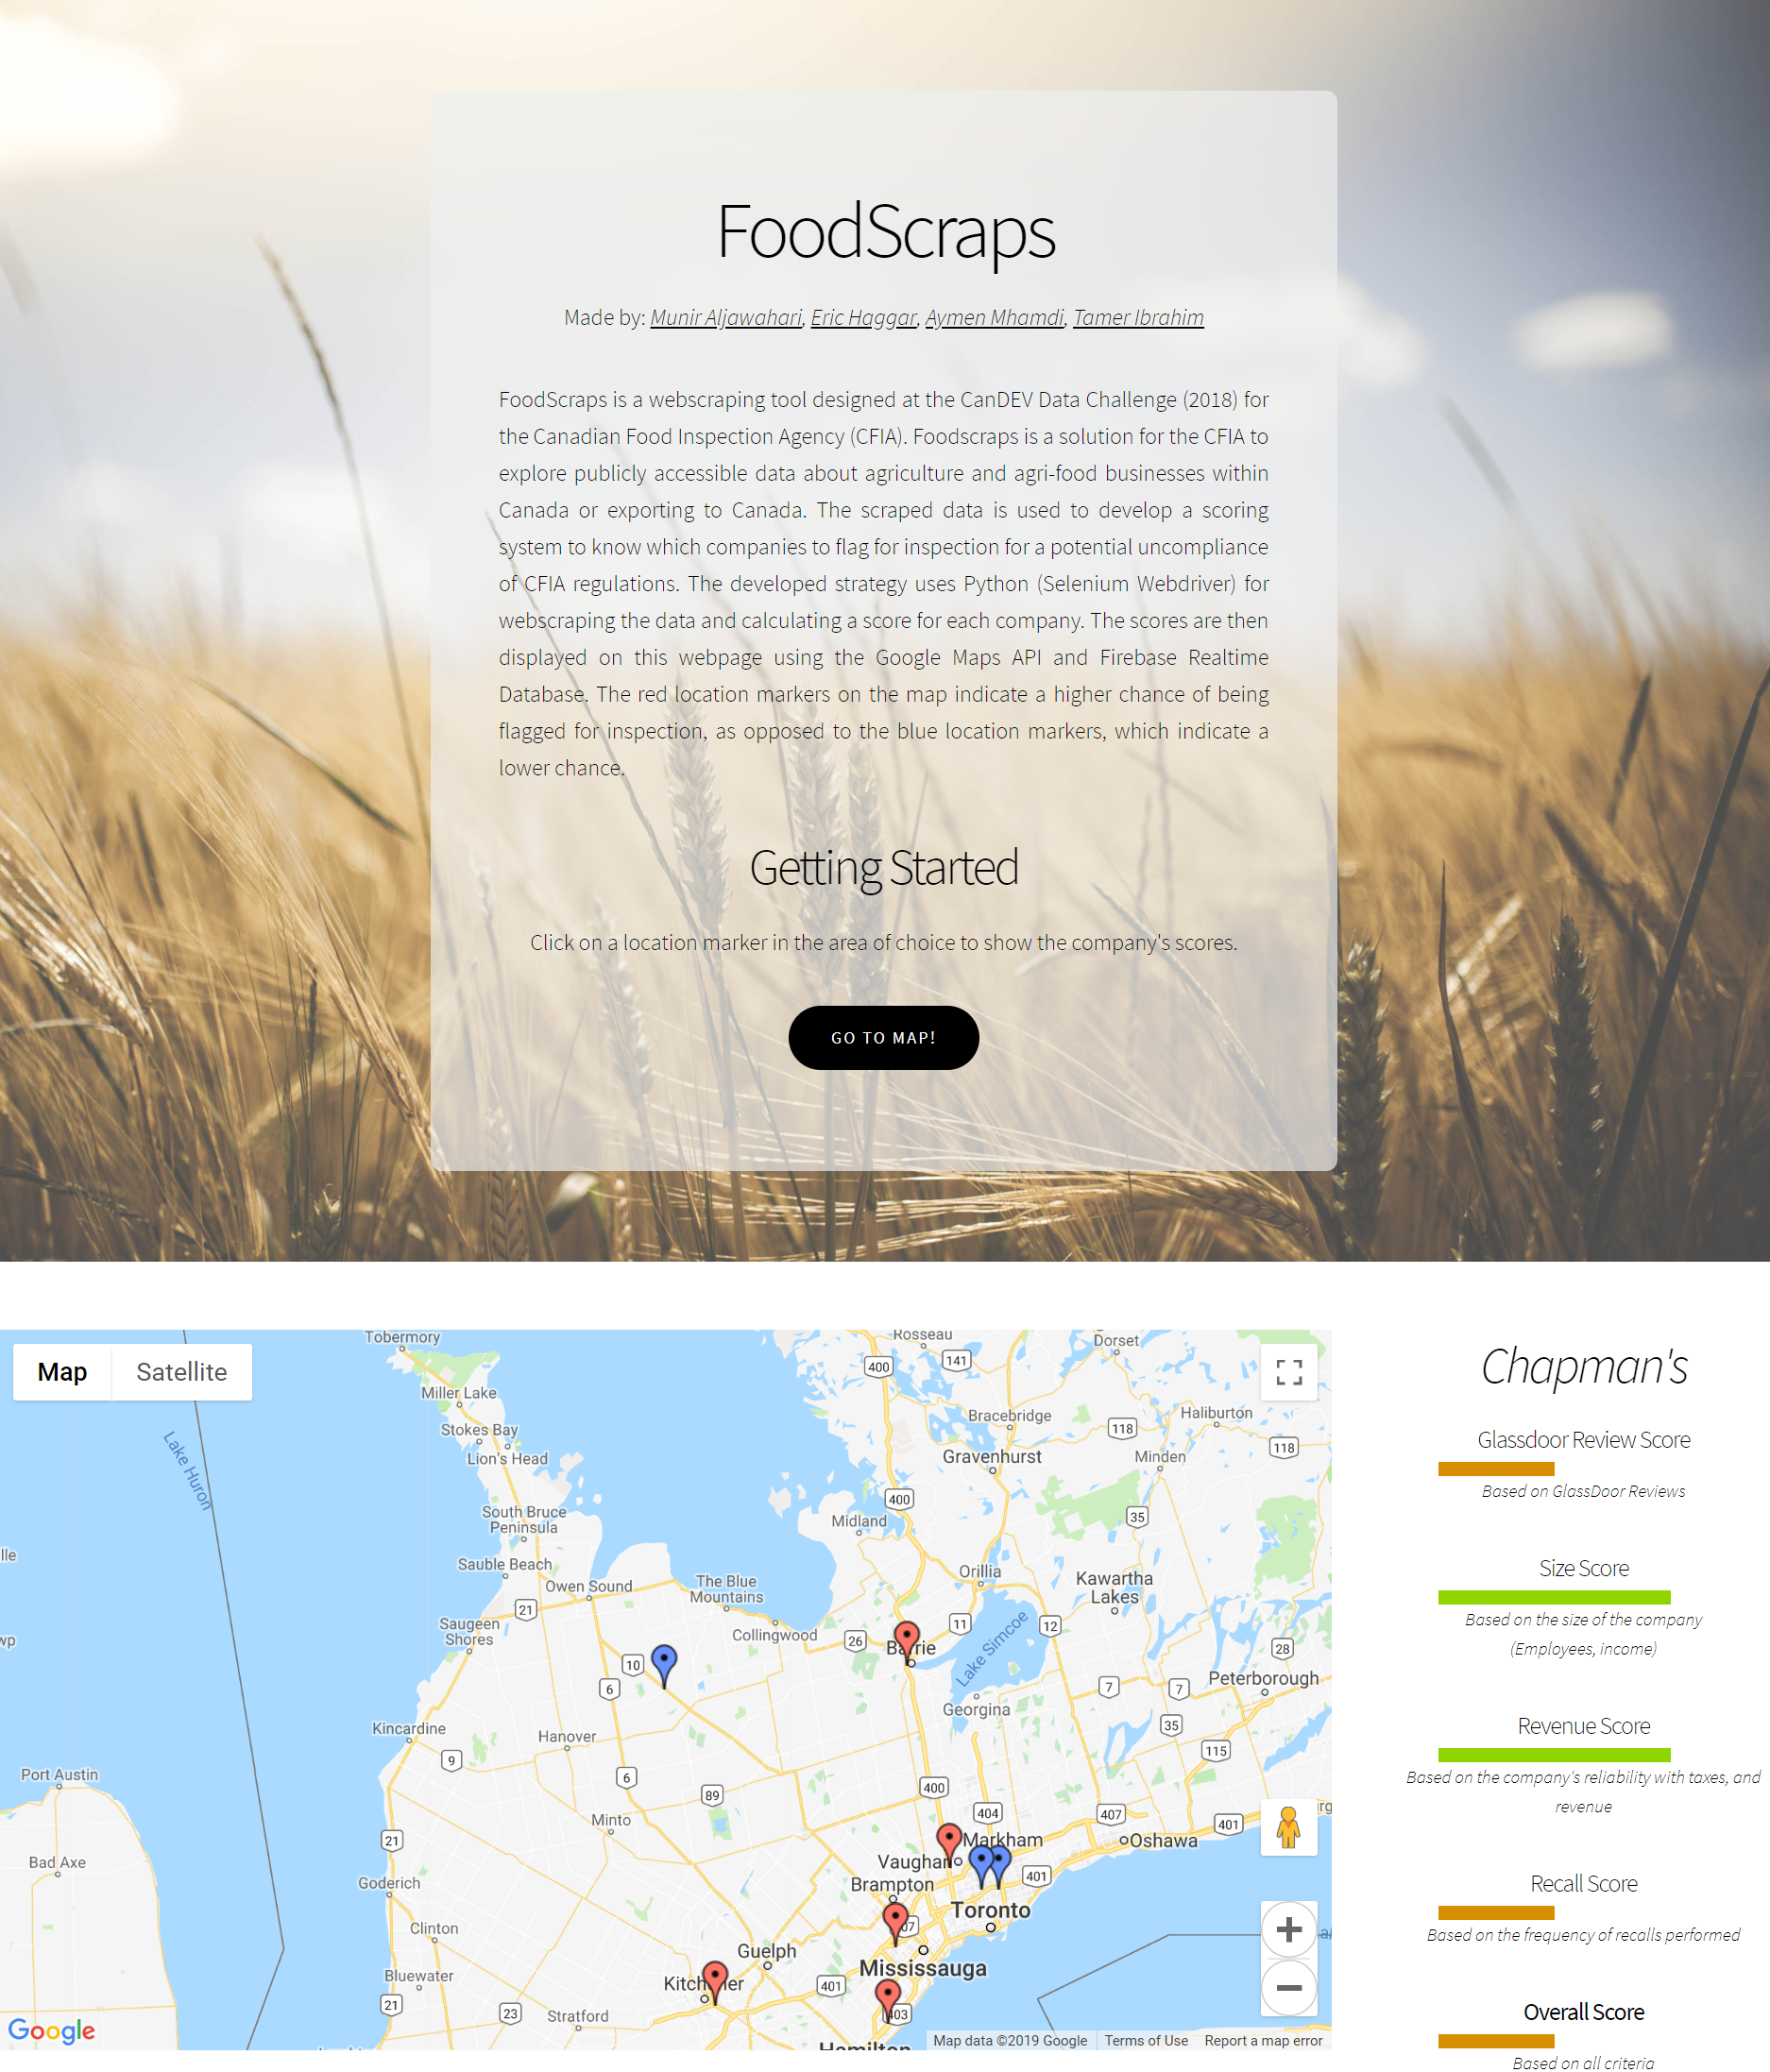 FoodScraps
Made by: Munir Aljawahari, Eric Haggar, Aymen Mhamdi, Tamer Ibrahim
FoodScraps is a webscraping tool designed at the CanDEV Data Challenge (2018) for
the Canadian Food Inspection Agency (CFIA). Foodscraps is a solution for the CFIA to
explore publicly accessible data about agriculture and agri-food businesses within
Canada or exporting to Canada. The scraped data is used to develop a scoring
system to know which companies to flag for inspection for a potential uncompliance
of CFIA regulations. The developed strategy uses Python (Selenium Webdriver) for
webscraping the data and calculating a score for each company. The scores are then
displayed on this webpage using the Google Maps API and Firebase Realtime
Database. The red location markers on the map indicate a higher chance of being
flagged for inspection, as opposed to the blue location markers, which indicate a
lower chance.
Getting Started
Click on a location marker in the area of choice to show the company's scores.
GO TO MAP!
Map Satellite
Tobermory
Rosseau
Dorset
400
141
Miller Lake
Stokes Bay
Lion's Head
Lake Huron
Bracebridge
118
Haliburton
Gravenhurst
Minden
118
400
South Bruce
Peninsula
Midland
35
Sauble Beach
Owen Sound
The Blue
Mountains
Orillia
Kawartha
Lakes
21
Saugeen
Shores
Collingwood
26
11
12
Lake Simcoe
28
10
6
7
7
Peterborough
Georgina
Kincardine
Hanover
9
35
115
Port Austin
6
89
400
404
407
401
Minto
21
Markham
Oshawa
Bad Axe
Goderich
Vaughan
Brampton
401
Toronto
Clinton
Guelph
Mississauga
Bluewater
401
21
23
Stratford
403
Google
Map data ©2019 Google
Terms of Use
Report a map error
Chapman's
Glassdoor Review Score
Based on GlassDoor Reviews
Size Score
Based on the size of the company
(Employees, income)
Revenue Score
Based on the company's reliability with taxes, and
revenue
Recall Score
Based on the frequency of recalls performed
Overall Score
Based on all criteria